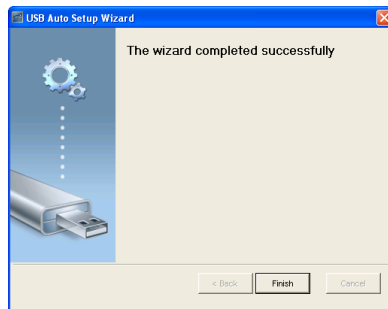 USB Auto Setup Wizard
The wizard completed successfully
< Back
Finish
Cancel